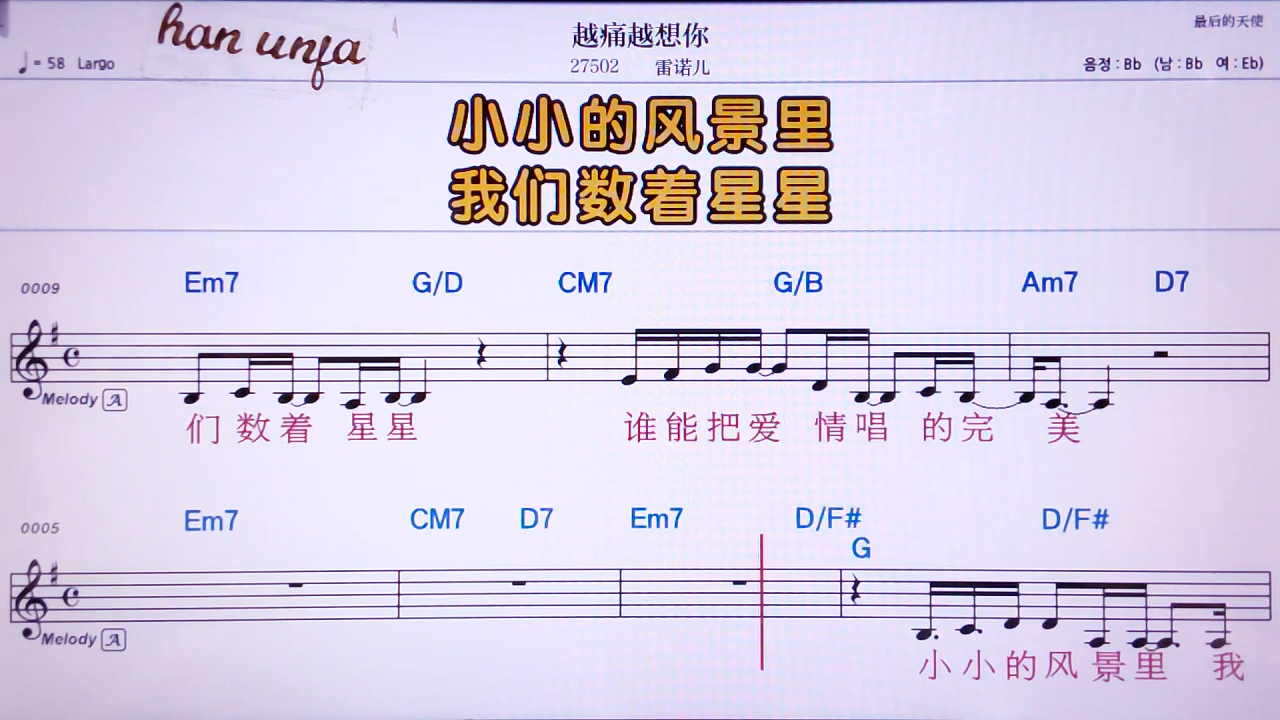 han unfa
越痛越想你
最后的天使
♩= 58 Largo
27502 雷诺儿
음정 : Bb (남 : Bb 여 : Eb)
小小的风景里
我们数着星星
0009 Em7 G/D CM7 G/B Am7 D7
Melody A
们数着 星星 谁能把爱 情唱 的完 美
0005 Em7 CM7 D7 Em7 D/F# D/F#
G
Melody A
小小的风景里 我